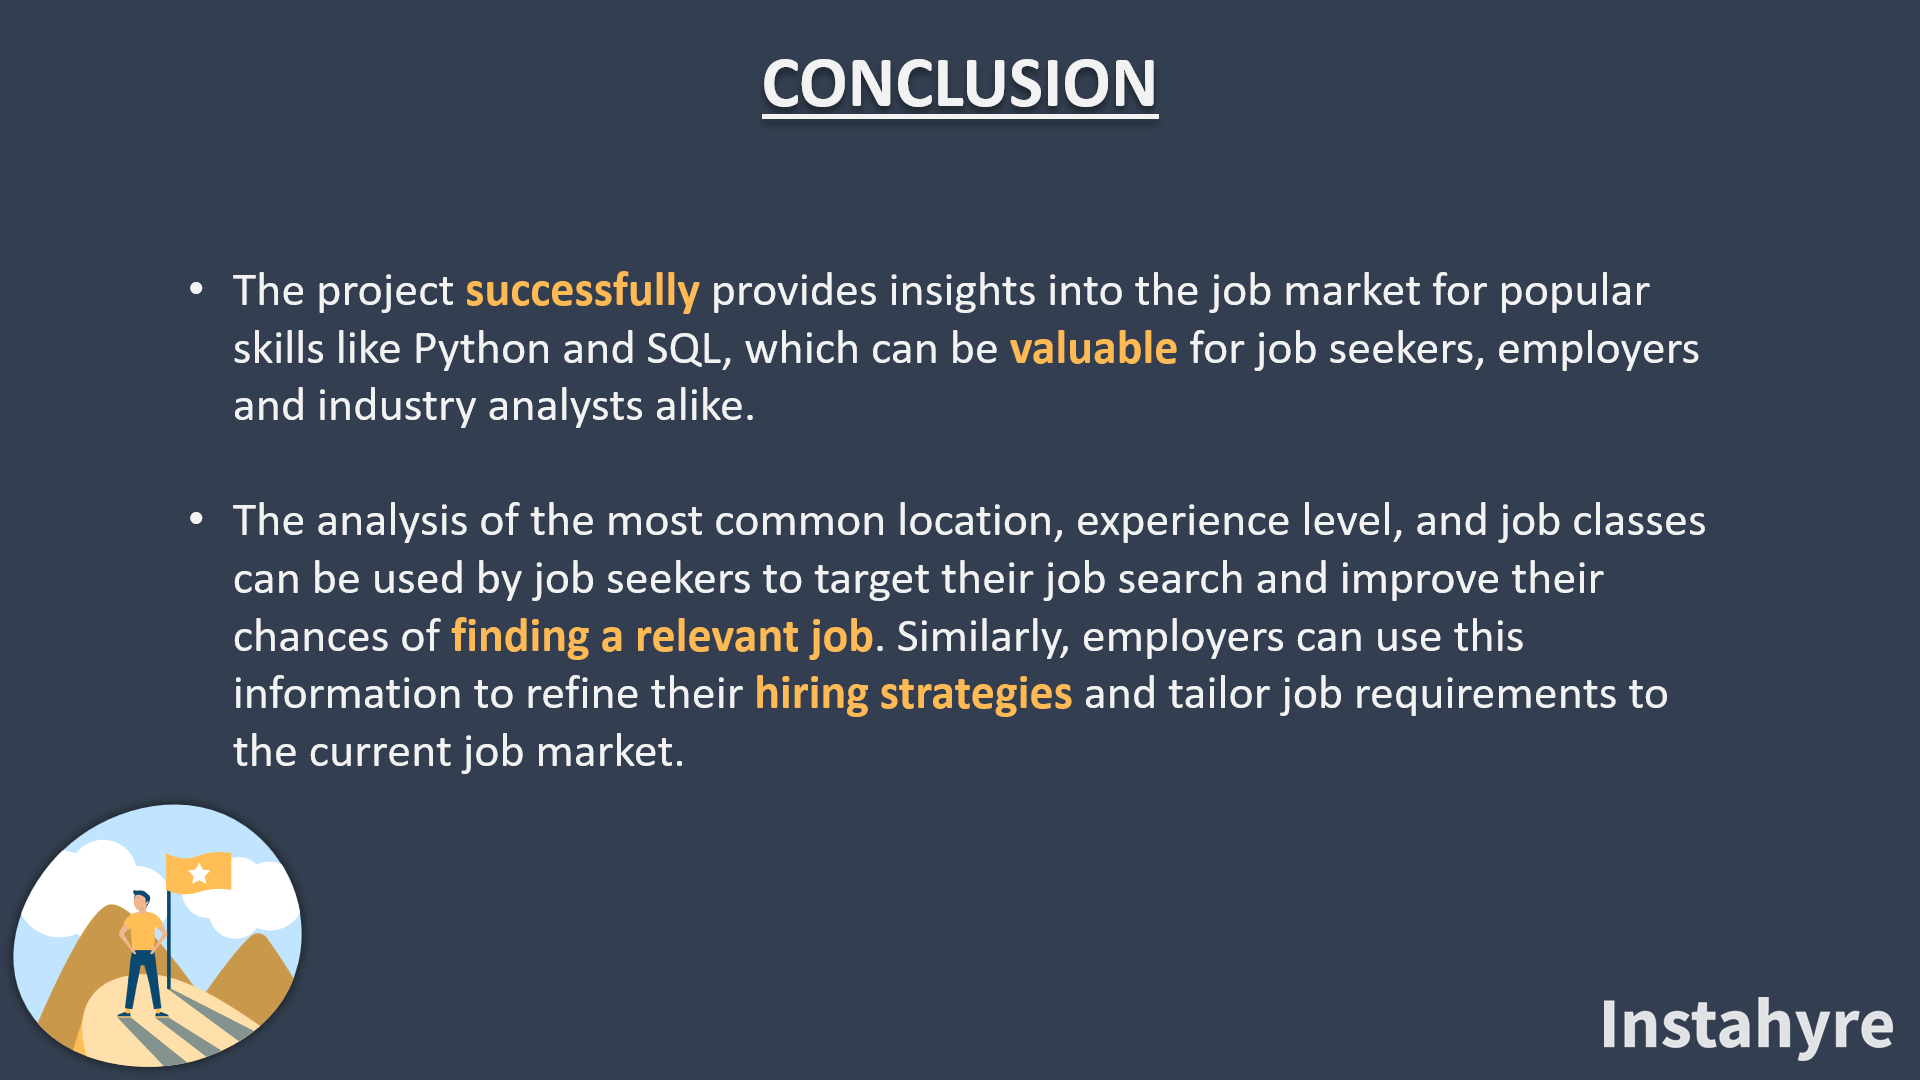 CONCLUSION
• The project successfully provides insights into the job market for popular
skills like Python and SQL, which can be valuable for job seekers, employers
and industry analysts alike.
• The analysis of the most common location, experience level, and job classes
can be used by job seekers to target their job search and improve their
chances of finding a relevant job. Similarly, employers can use this
information to refine their hiring strategies and tailor job requirements to
the current job market.
Instahyre